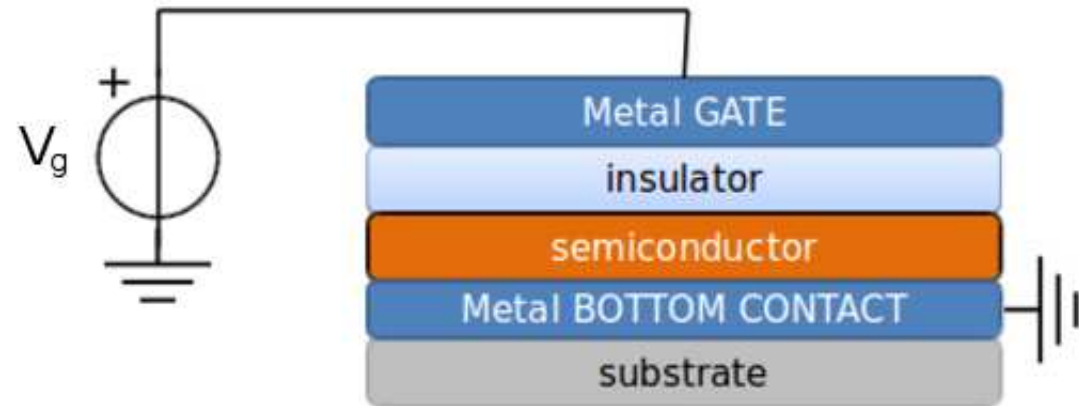 +
Vg
Metal GATE
insulator
semiconductor
Metal BOTTOM CONTACT
substrate